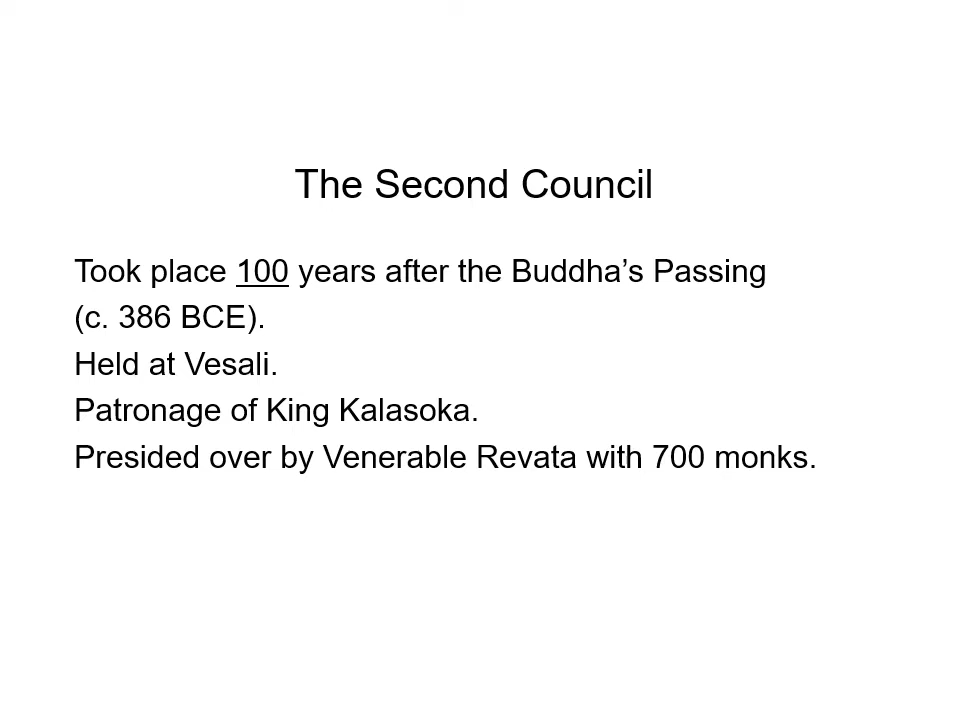 The Second Council
Took place 100 years after the Buddha’s Passing
(c. 386 BCE).
Held at Vesali.
Patronage of King Kalasoka.
Presided over by Venerable Revata with 700 monks.